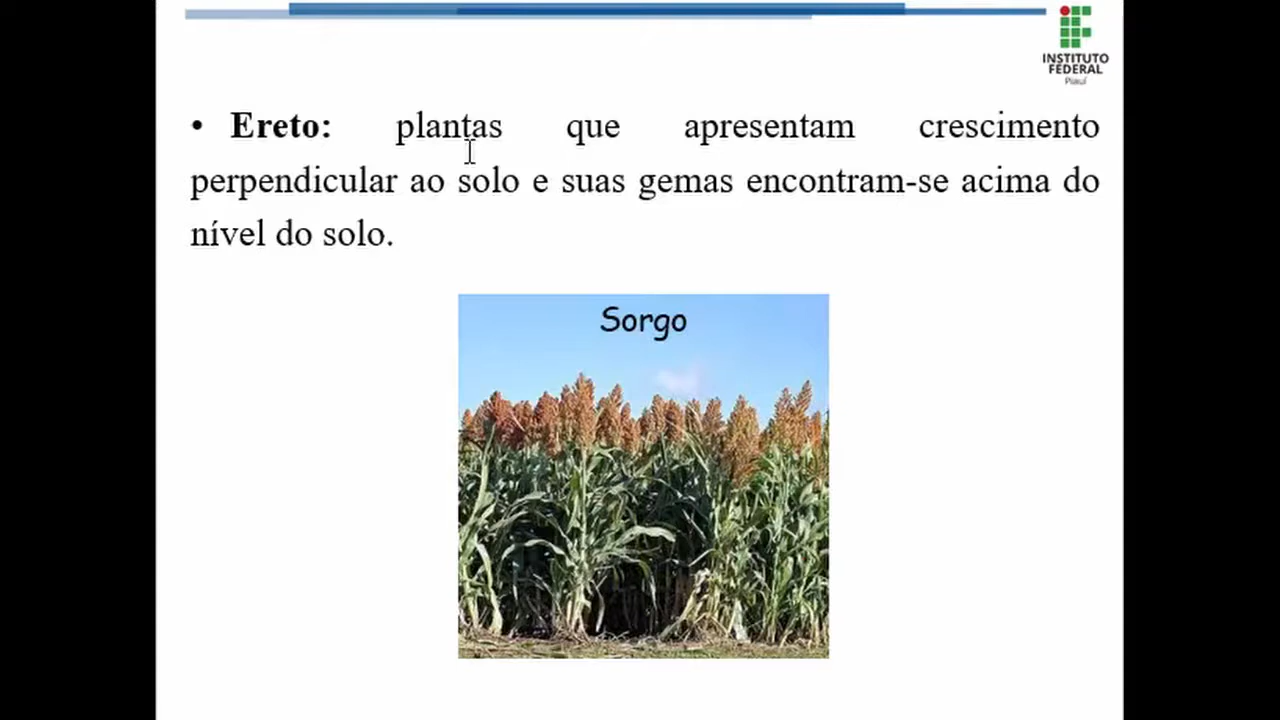 INSTITUTO
FEDERAL
Piauí
• Ereto: plantas que apresentam crescimento
perpendicular ao solo e suas gemas encontram-se acima do
nível do solo.
Sorgo